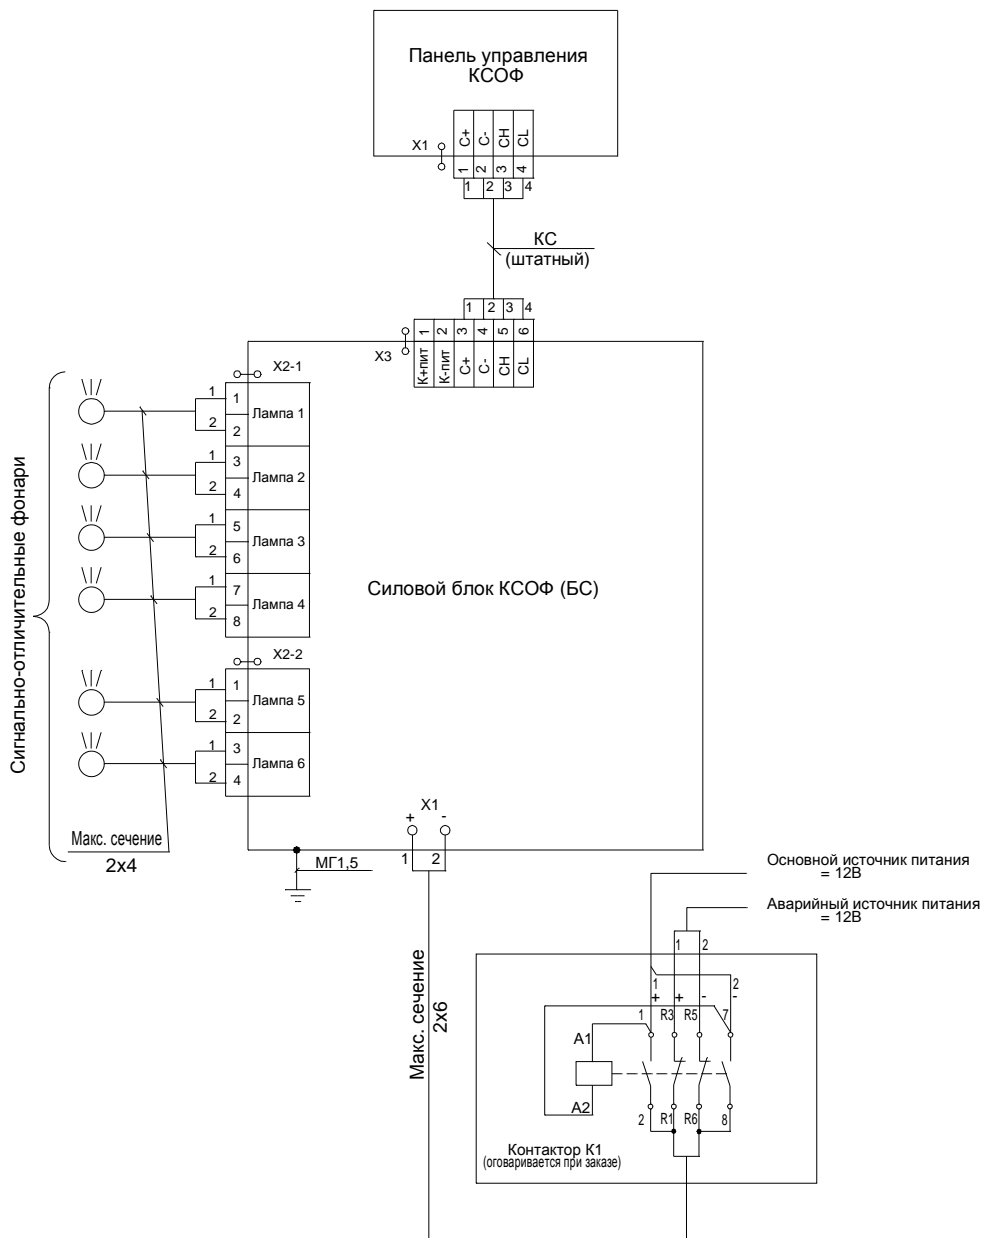 Панель управления
КСОФ
X1
C+
C-
CH
CL
1
2
3
4
1
2
3
4
КС
(штатный)
1
2
3
4
X3
1
2
3
4
5
6
К+пит
К-пит
C+
C-
CH
CL
Сигнально-отличительные фонари
X2-1
1
2
1
2
Лампа 1
1
2
3
4
Лампа 2
1
2
5
6
Лампа 3
1
2
7
8
Лампа 4
Силовой блок КСОФ (БС)
X2-2
1
2
1
2
Лампа 5
1
2
3
4
Лампа 6
Макс. сечение
2x4
X1
+
-
1
2
МГ1,5
Основной источник питания
= 12В
Аварийный источник питания
= 12В
Макс. сечение
2x6
1
2
1
2
+
+
-
-
1
R3
R5
7
A1
A2
2
R1
R6
8
Контактор К1
(оговаривается при заказе)